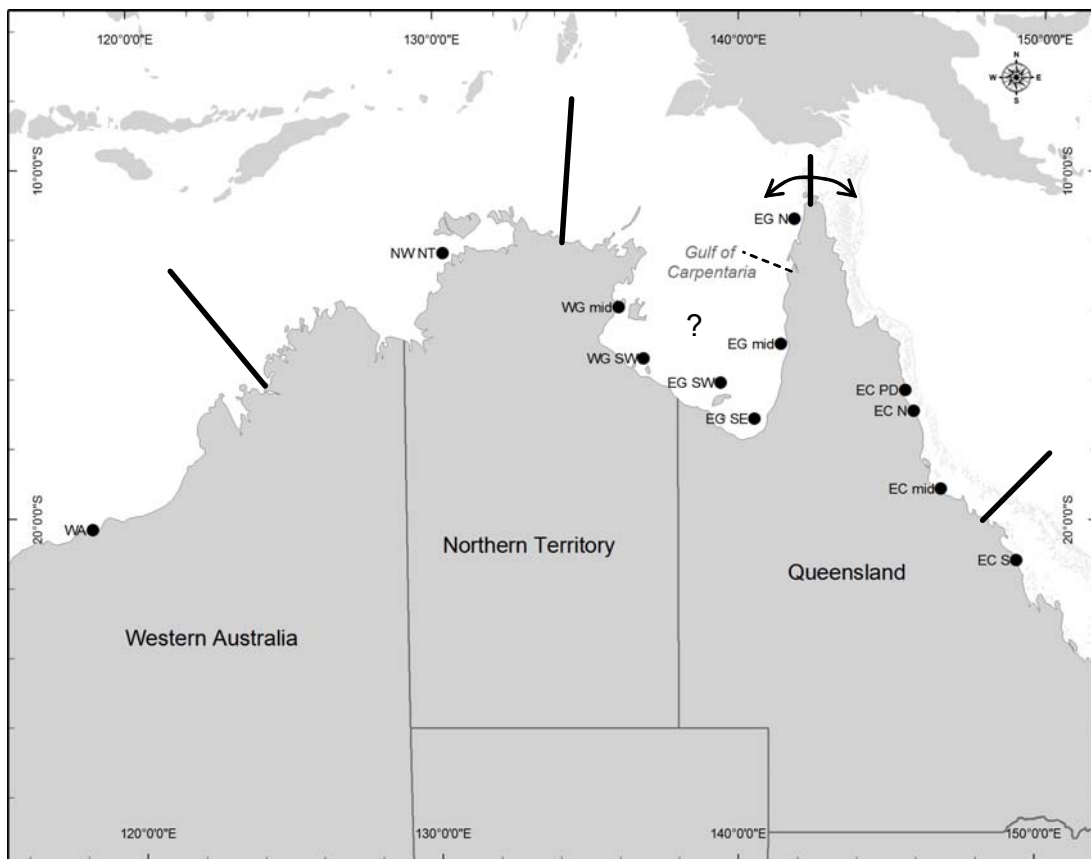 120°0'0"E 130°0'0"E 140°0'0"E 150°0'0"E
N
W E
S
10°0'0"S 10°0'0"S
EG N
NW NT
Gulf of
Carpentaria
WG mid
?
EG mid
WG SW
EG SW
EC PD
EC N
EG SE
EC mid
20°0'0"S 20°0'0"S
WA
Northern Territory
EC S
Queensland
Western Australia
120°0'0"E 130°0'0"E 140°0'0"E 150°0'0"E